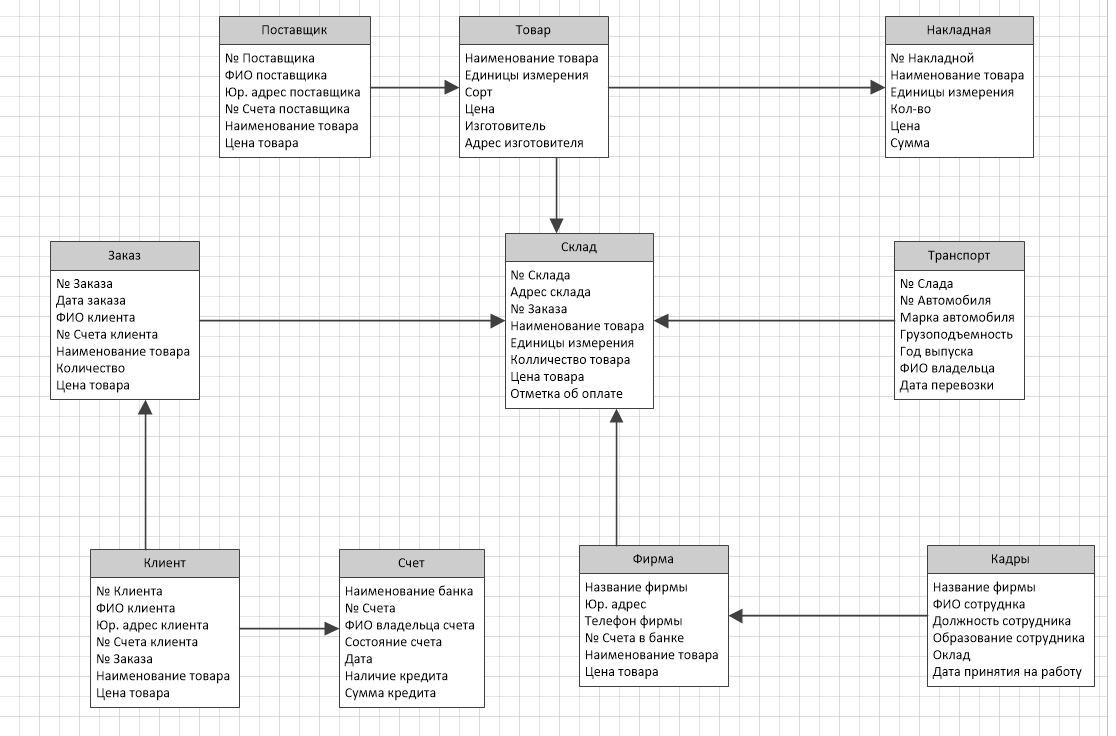 Поставщик
№ Поставщика
ФИО поставщика
Юр. адрес поставщика
№ Счета поставщика
Наименование товара
Цена товара
Товар
Наименование товара
Единицы измерения
Сорт
Цена
Изготовитель
Адрес изготовителя
Накладная
№ Накладной
Наименование товара
Единицы измерения
Кол-во
Цена
Сумма
Заказ
№ Заказа
Дата заказа
ФИО клиента
№ Счета клиента
Наименование товара
Количество
Цена товара
Склад
№ Склада
Адрес склада
№ Заказа
Наименование товара
Единицы измерения
Колличество товара
Цена товара
Отметка об оплате
Транспорт
№ Слада
№ Автомобиля
Марка автомобиля
Грузоподъемность
Год выпуска
ФИО владельца
Дата перевозки
Клиент
№ Клиента
ФИО клиента
Юр. адрес клиента
№ Счета клиента
№ Заказа
Наименование товара
Цена товара
Счет
Наименование банка
№ Счета
ФИО владельца счета
Состояние счета
Дата
Наличие кредита
Сумма кредита
Фирма
Название фирмы
Юр. адрес
Телефон фирмы
№ Счета в банке
Наименование товара
Цена товара
Кадры
Название фирмы
ФИО сотруднка
Должность сотрудника
Образование сотрудника
Оклад
Дата принятия на работу